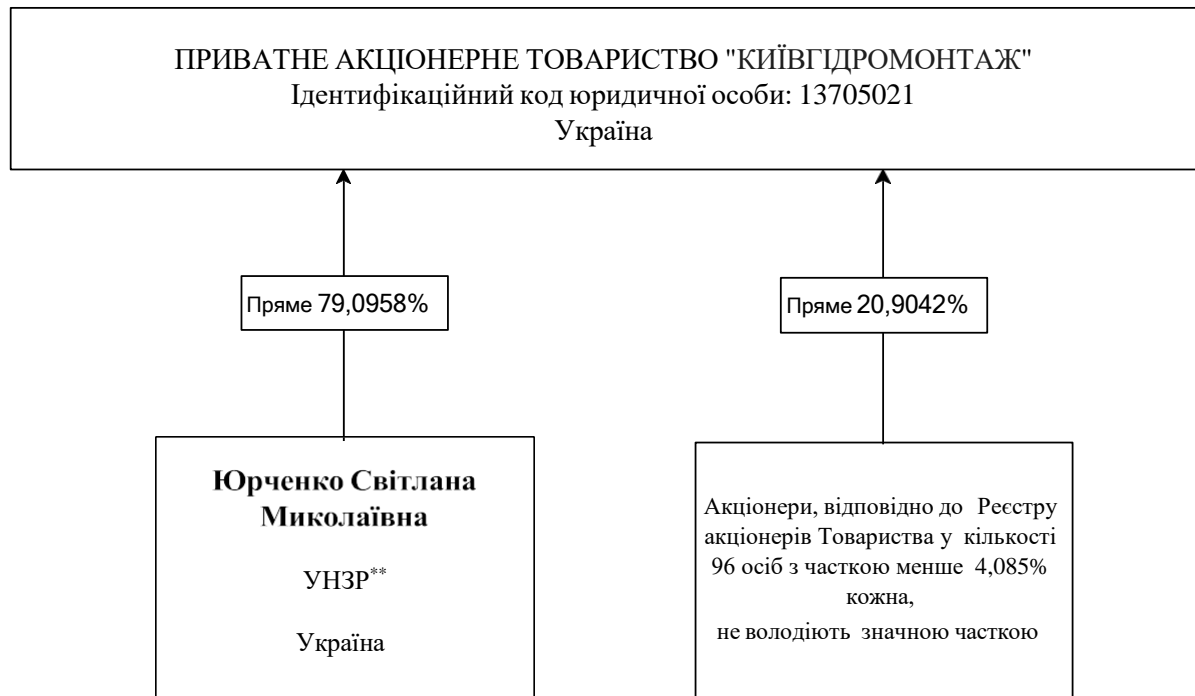 ПРИВАТНЕ АКЦІОНЕРНЕ ТОВАРИСТВО "КИЇВГІДРОМОНТАЖ"
Ідентифікаційний код юридичної особи: 13705021
Україна
Пряме 79,0958%
Пряме 20,9042%
Юрченко Світлана
Миколаївна
УНЗР**
Україна
Акціонери, відповідно до Реєстру
акціонерів Товариства у кількості
96 осіб з часткою менше 4,085%
кожна,
не володіють значною часткою